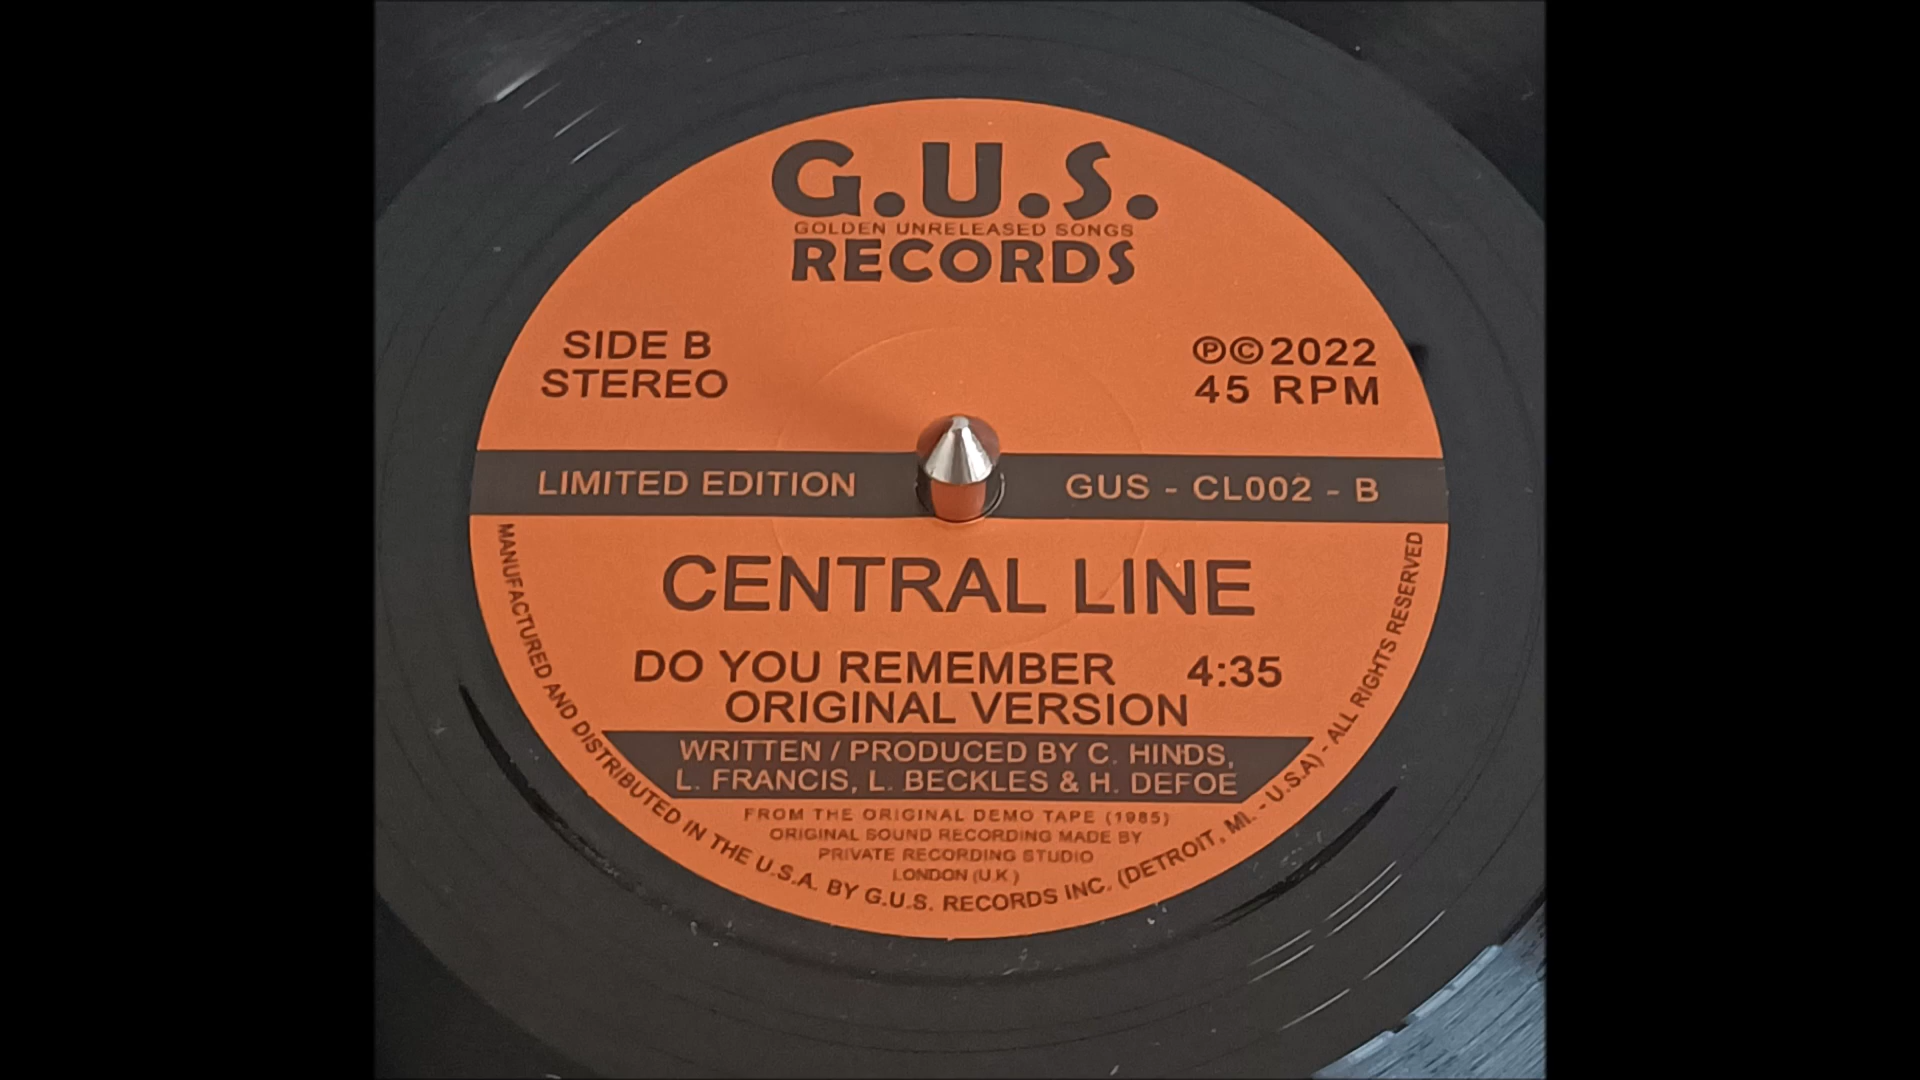 G.U.S.
GOLDEN UNRELEASED SONGS
RECORDS
SIDE B
STEREO
℗©2022
45 RPM
LIMITED EDITION
GUS - CL002 - B
CENTRAL LINE
DO YOU REMEMBER 4:35
ORIGINAL VERSION
WRITTEN / PRODUCED BY C. HINDS,
L. FRANCIS, L. BECKLES & H. DEFOE
FROM THE ORIGINAL DEMO TAPE (1985)
ORIGINAL SOUND RECORDING MADE BY
PRIVATE RECORDING STUDIO
LONDON (U.K.)
MANUFACTURED AND DISTRIBUTED IN THE U.S.A. BY G.U.S. RECORDS INC. (DETROIT, MI. - U.S.A) - ALL RIGHTS RESERVED